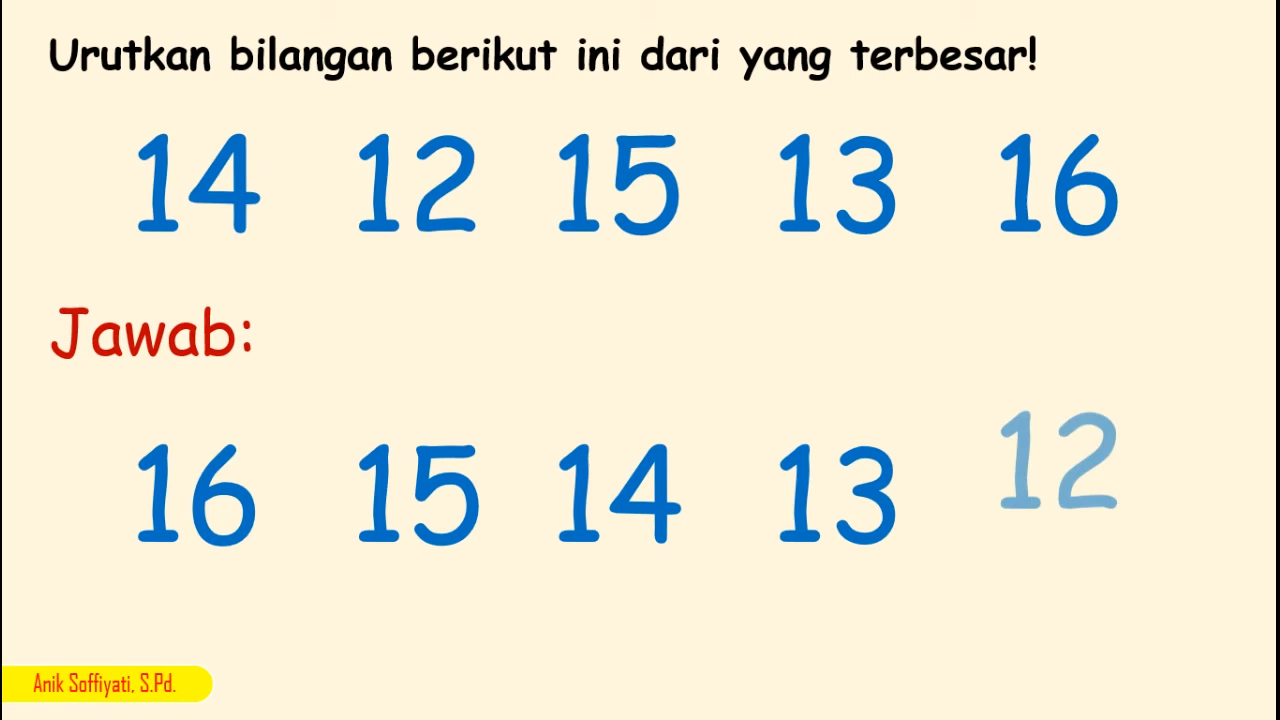 Urutkan bilangan berikut ini dari yang terbesar!
14 12 15 13 16
Jawab:
16 15 14 13 12
Anik Soffiyati, S.Pd.